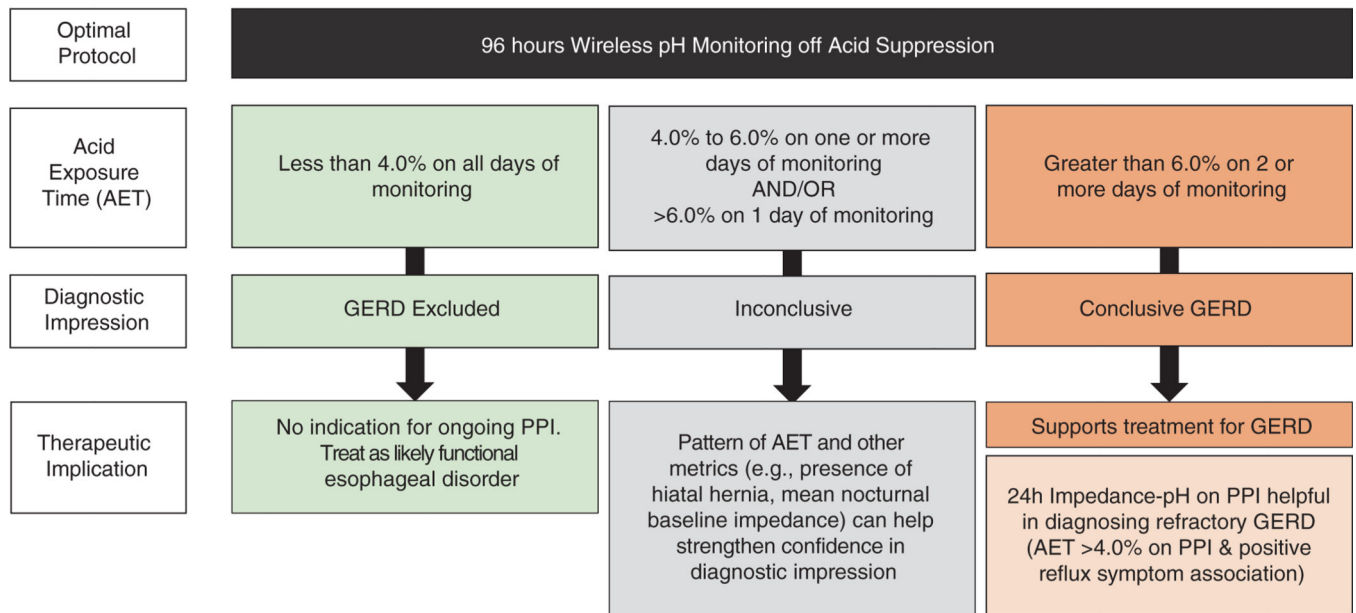 Optimal
Protocol
96 hours Wireless pH Monitoring off Acid Suppression
Acid
Exposure
Time (AET)
Less than 4.0% on all days of
monitoring
4.0% to 6.0% on one or more
days of monitoring
AND/OR
>6.0% on 1 day of monitoring
Greater than 6.0% on 2 or
more days of monitoring
Diagnostic
Impression
GERD Excluded
Inconclusive
Conclusive GERD
Therapeutic
Implication
No indication for ongoing PPI.
Treat as likely functional
esophageal disorder
Pattern of AET and other
metrics (e.g., presence of
hiatal hernia, mean nocturnal
baseline impedance) can help
strengthen confidence in
diagnostic impression
Supports treatment for GERD
24h Impedance-pH on PPI helpful
in diagnosing refractory GERD
(AET >4.0% on PPI & positive
reflux symptom association)